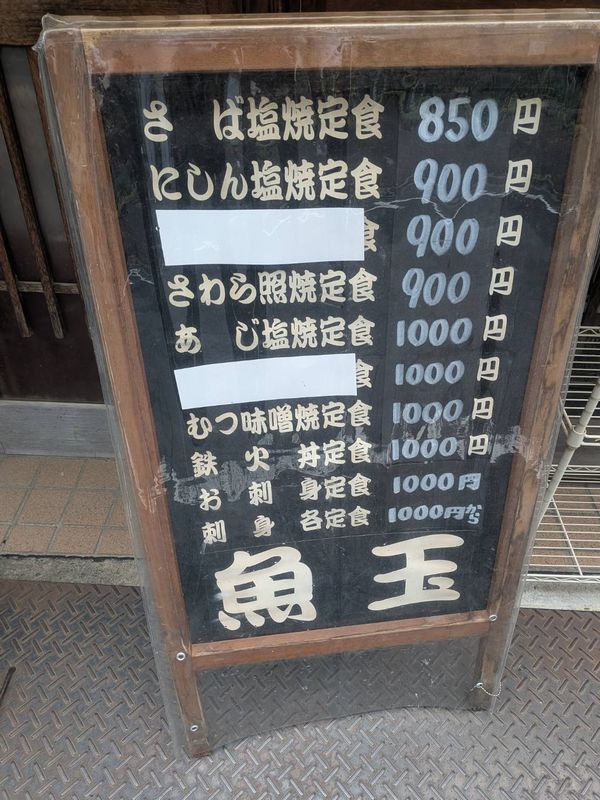 さば塩焼定食 850円
にしん塩焼定食 900円
食 900円
さわら照焼定食 900円
あじ塩焼定食 1000円
食 1000円
むつ味噌焼定食 1000円
鉄火丼定食 1000円
お刺身定食 1000円
刺身各定食 1000円から
魚玉